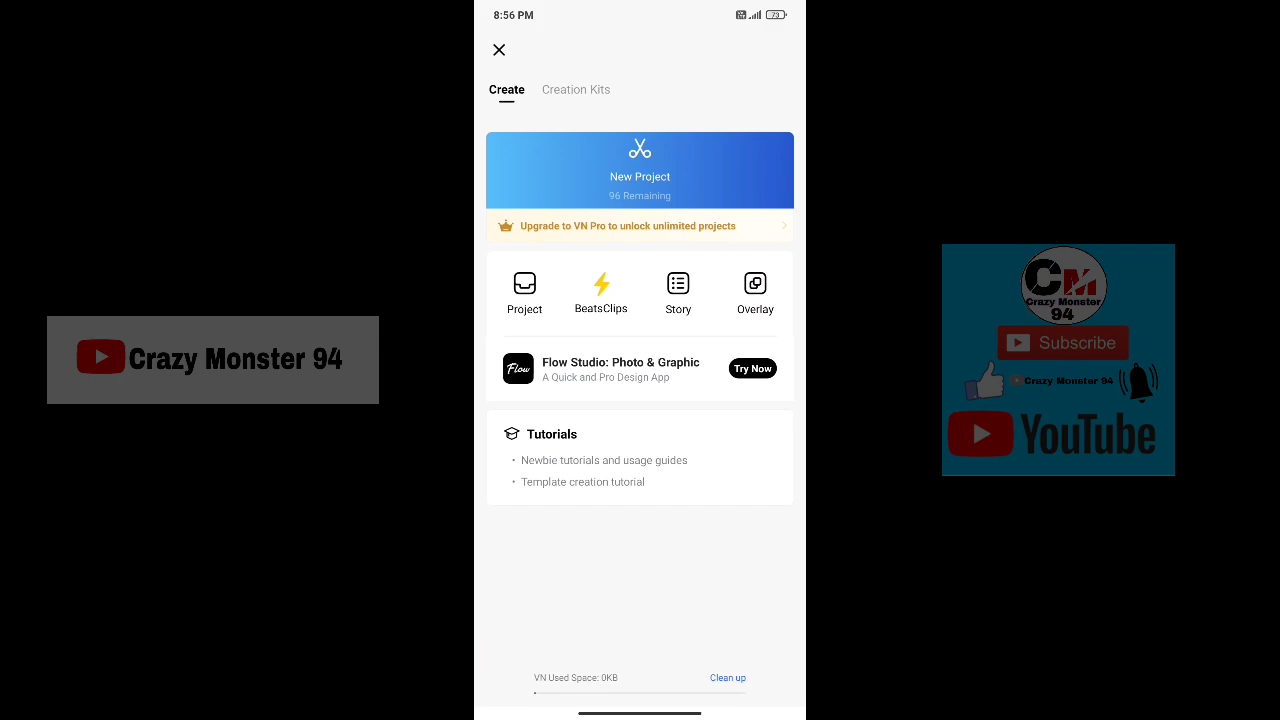 8:56 PM
73
Create
Creation Kits
New Project
96 Remaining
Upgrade to VN Pro to unlock unlimited projects
Project
BeatsClips
Story
Overlay
Flow
Flow Studio: Photo & Graphic
A Quick and Pro Design App
Try Now
Tutorials
• Newbie tutorials and usage guides
• Template creation tutorial
VN Used Space: 0KB
Clean up
Crazy Monster 94
CM
Crazy Monster
94
Subscribe
Crazy Monster 94
YouTube